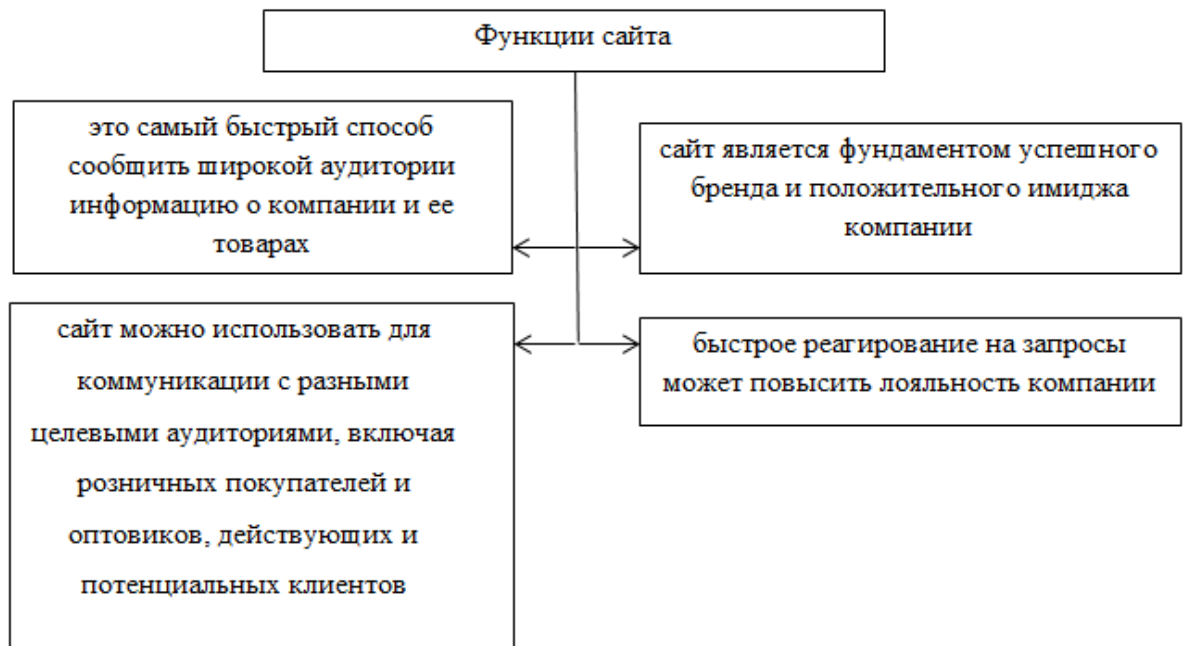 Функции сайта
это самый быстрый способ
сообщить широкой аудитории
информацию о компании и ее
товарах
сайт является фундаментом успешного
бренда и положительного имиджа
компании
сайт можно использовать для
коммуникации с разными
целевыми аудиториями, включая
розничных покупателей и
оптовиков, действующих и
потенциальных клиентов
быстрое реагирование на запросы
может повысить лояльность компании